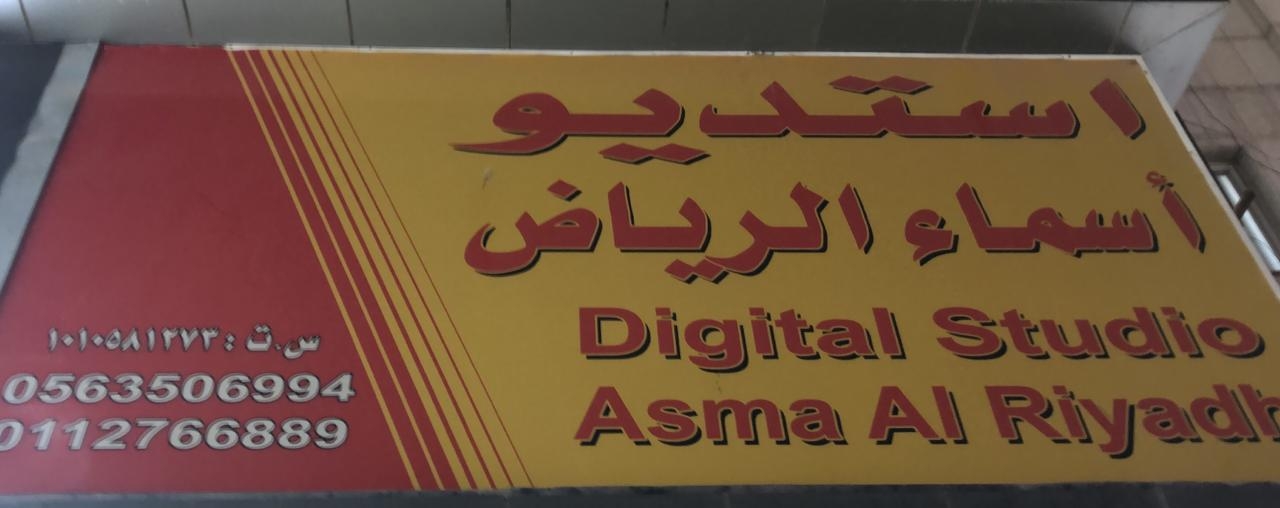 استديو
أسماء الرياض
Digital Studio
Asma Al Riyadh
س.ت : ١٠١٠٥٨١٢٧٣
0563506994
0112766889